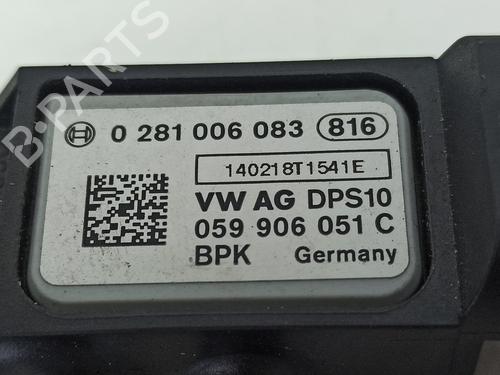 0 281 006 083 816
140218T1541E
VW AG DPS10
059 906 051 C
BPK Germany
B-PARTS